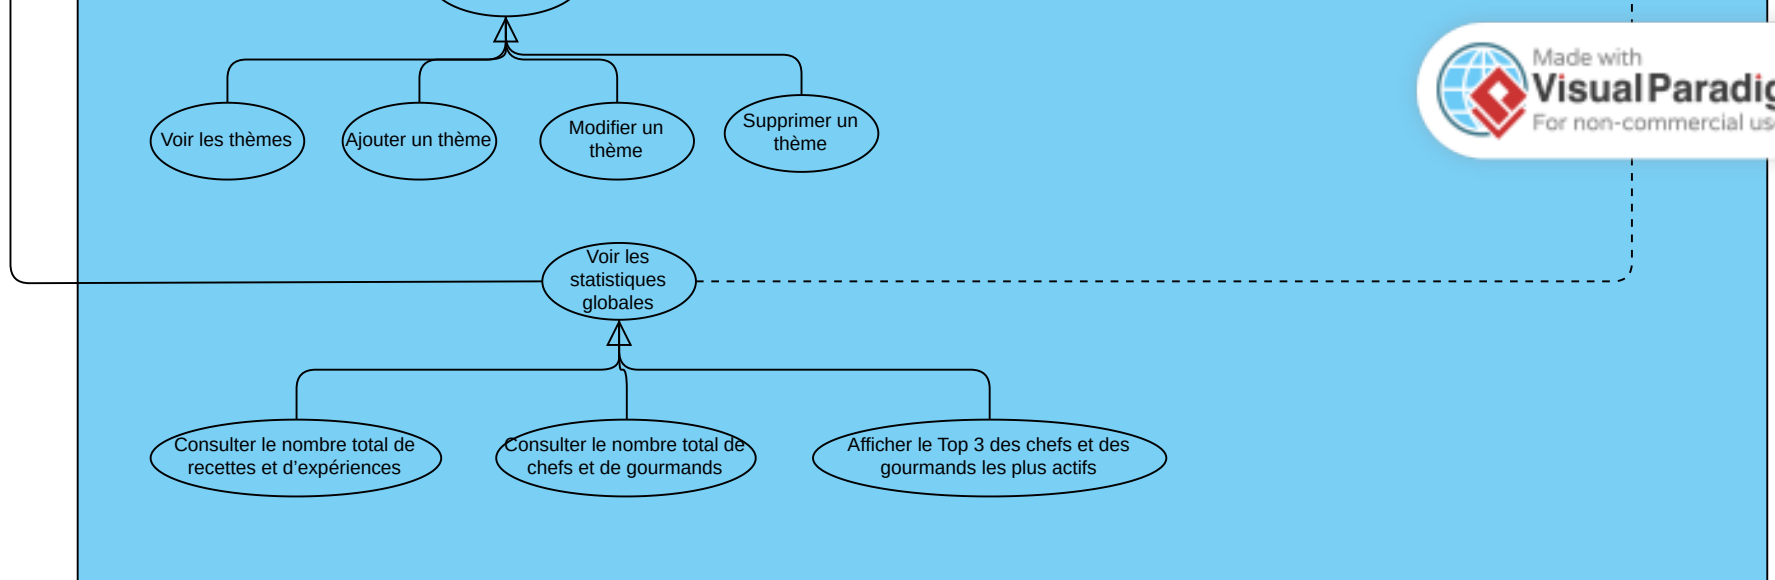 Made with
Visual Paradig
For non-commercial us
Voir les thèmes
Ajouter un thème
Modifier un
thème
Supprimer un
thème
Voir les
statistiques
globales
Consulter le nombre total de
recettes et d’expériences
Consulter le nombre total de
chefs et de gourmands
Afficher le Top 3 des chefs et des
gourmands les plus actifs